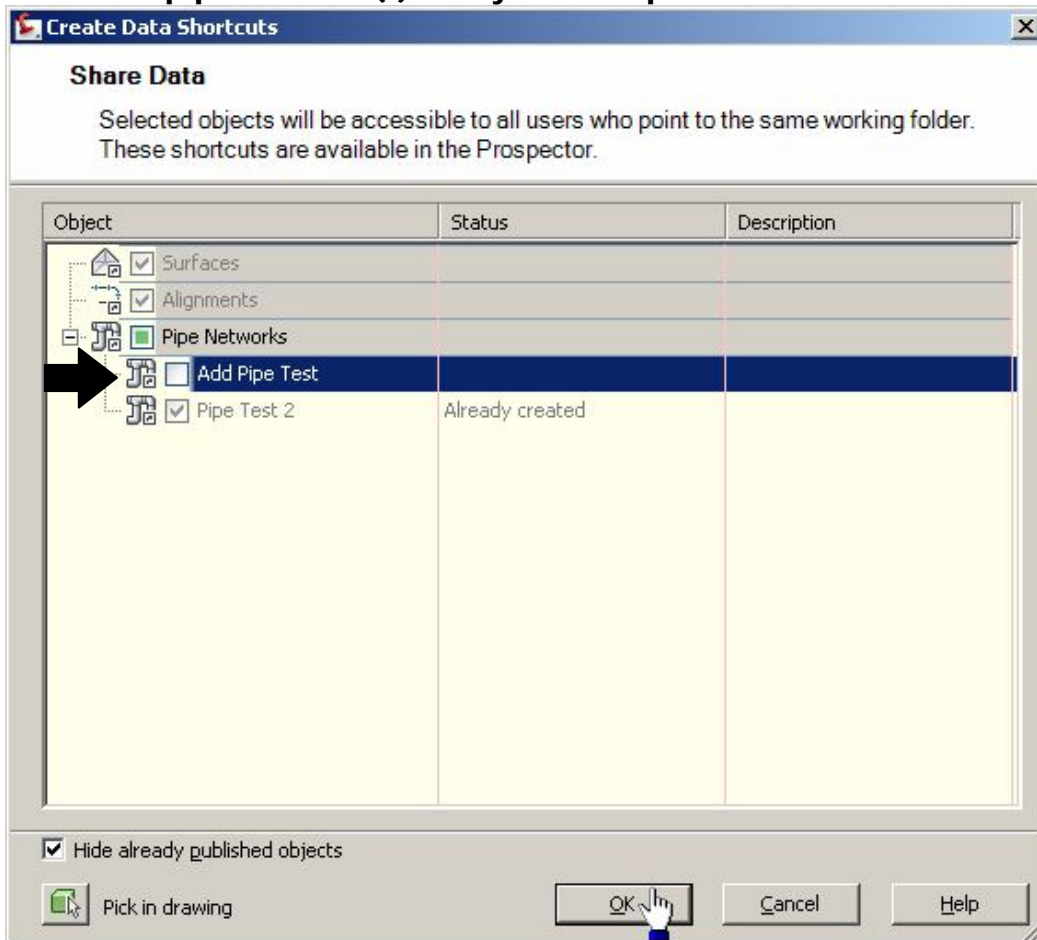 Create Data Shortcuts
Share Data
Selected objects will be accessible to all users who point to the same working folder.
These shortcuts are available in the Prospector.
Object Status Description
Surfaces
Alignments
Pipe Networks
Add Pipe Test
Pipe Test 2 Already created
Hide already published objects
Pick in drawing OK Cancel Help